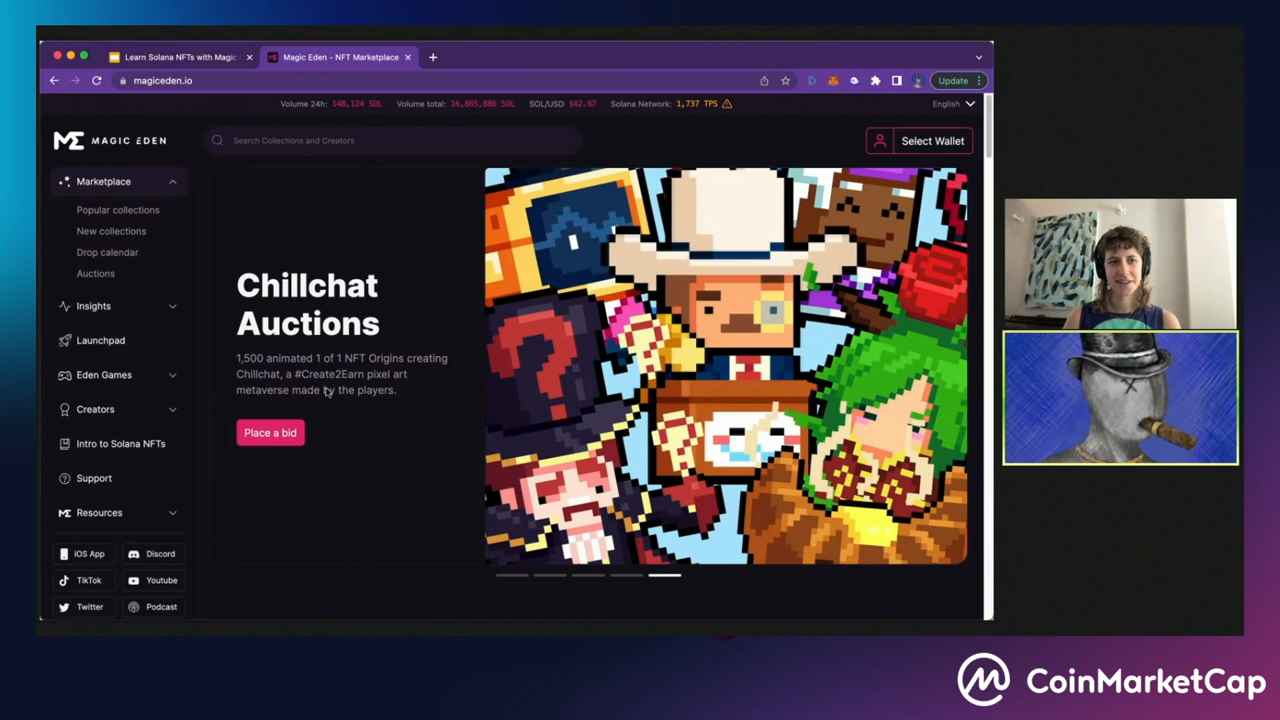 Learn Solana NFTs with Magic
Magic Eden - NFT Marketplace
magiceden.io
Update
Volume 24h: 148,124 SOL Volume total: 16,865,886 SOL SOL/USD $42.97 Solana Network: 1,737 TPS
English
MAGIC EDEN
Search Collections and Creators
Select Wallet
Marketplace
Popular collections
New collections
Drop calendar
Auctions
Insights
Launchpad
Eden Games
Creators
Intro to Solana NFTs
Support
Resources
iOS App
Discord
TikTok
Youtube
Twitter
Podcast
Chillchat
Auctions
1,500 animated 1 of 1 NFT Origins creating
Chillchat, a #Create2Earn pixel art
metaverse made by the players.
Place a bid
CoinMarketCap